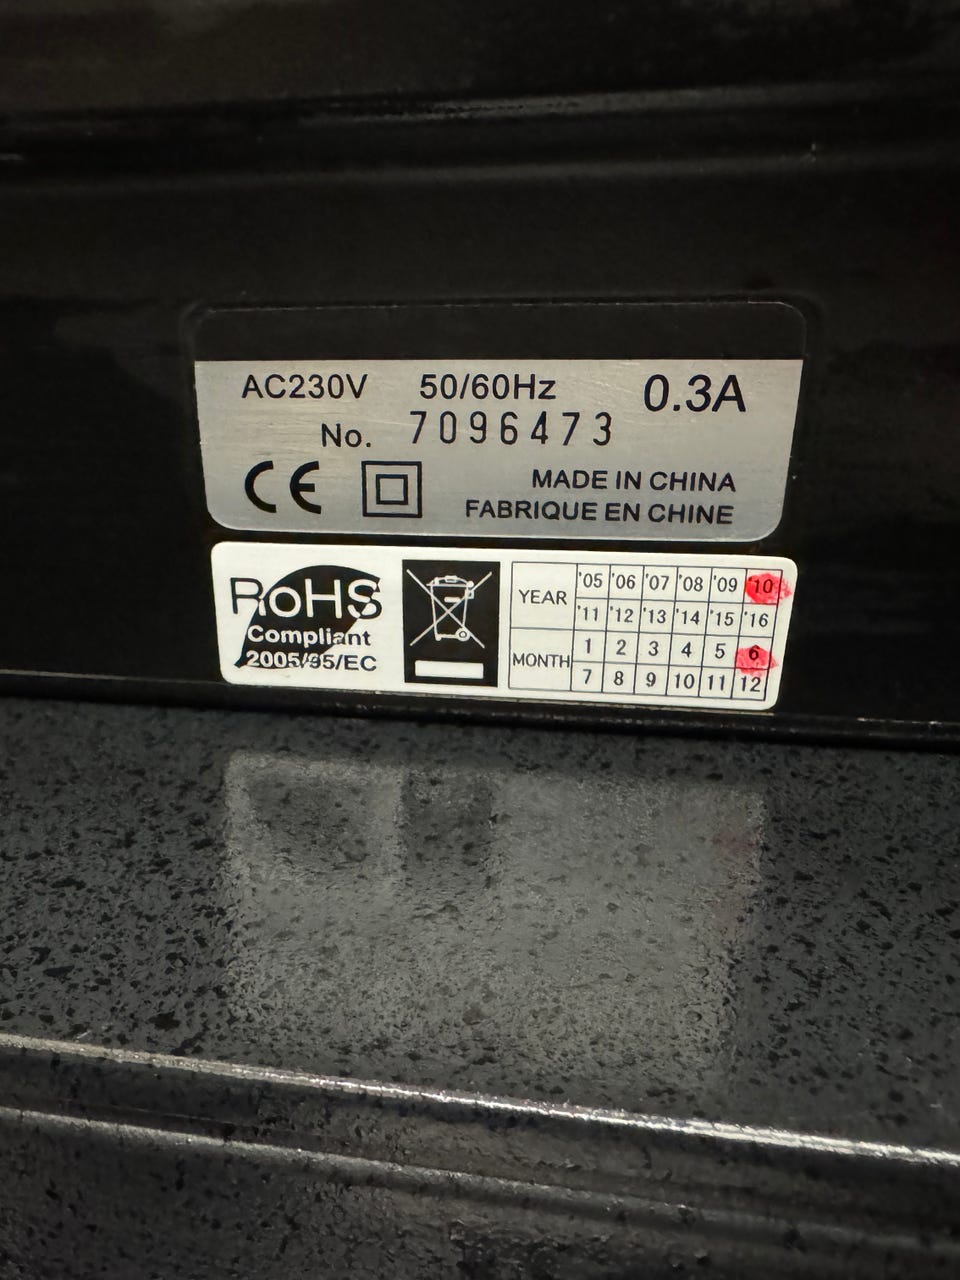 AC230V 50/60Hz 0.3A
No. 7096473
CE
MADE IN CHINA
FABRIQUE EN CHINE
RoHS
Compliant
2005/95/EC
YEAR
'05 '06 '07 '08 '09 '10
'11 '12 '13 '14 '15 '16
MONTH
1 2 3 4 5 6
7 8 9 10 11 12